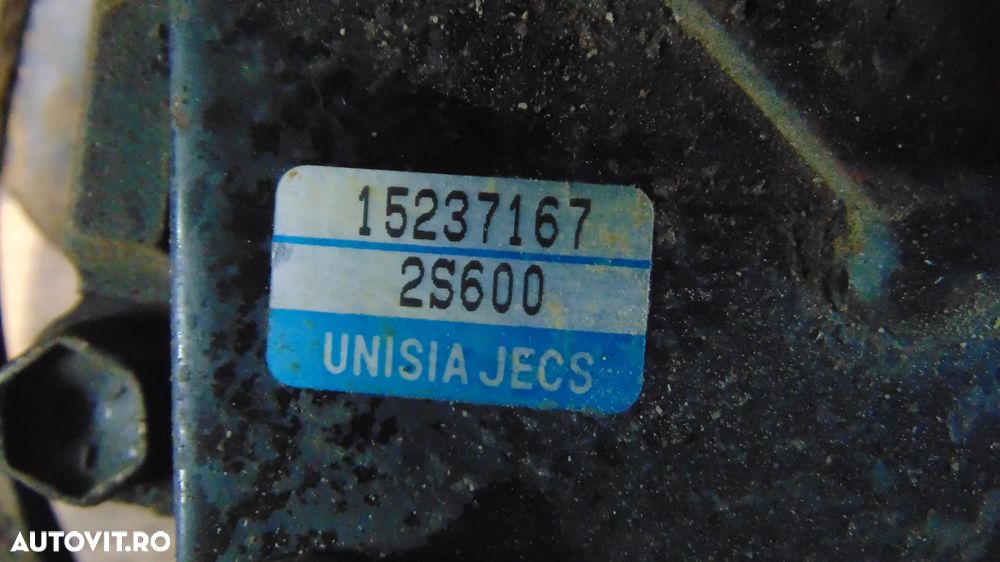 15237167
2S600
UNISIA JECS
AUTOVIT.RO